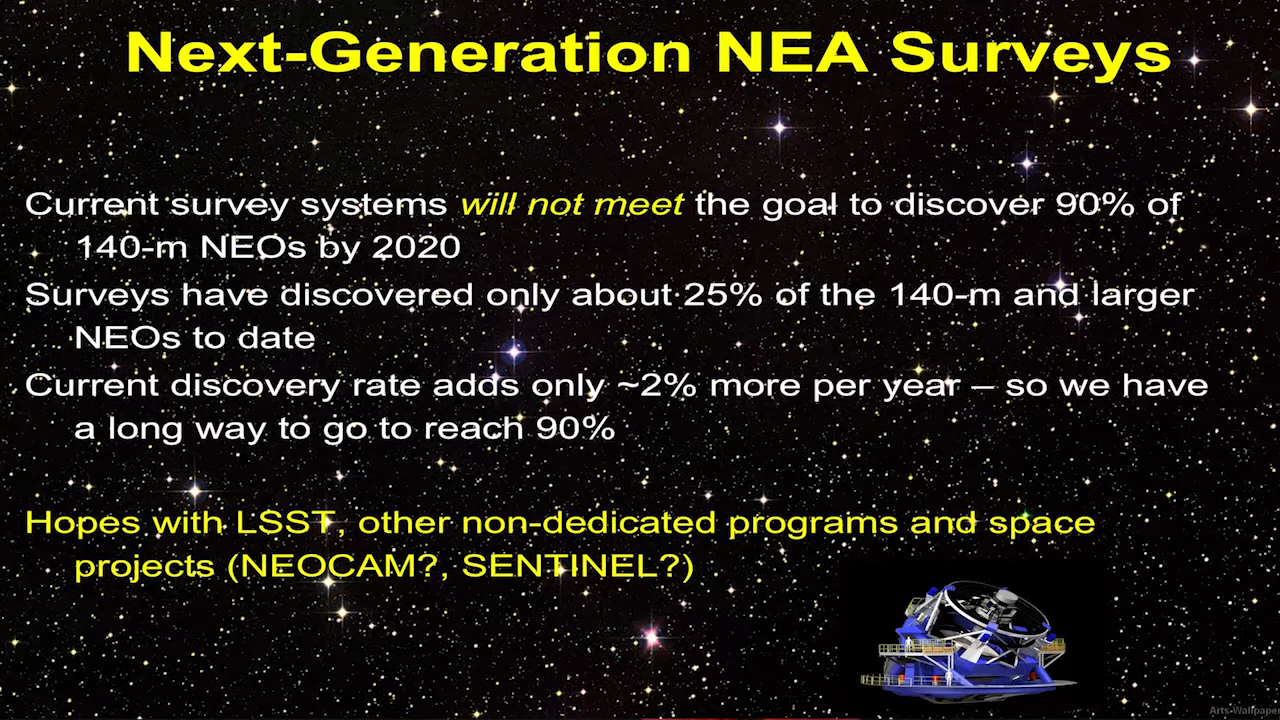 Next-Generation NEA Surveys
Current survey systems will not meet the goal to discover 90% of
140-m NEOs by 2020
Surveys have discovered only about 25% of the 140-m and larger
NEOs to date
Current discovery rate adds only ~2% more per year – so we have
a long way to go to reach 90%
Hopes with LSST, other non-dedicated programs and space
projects (NEOCAM?, SENTINEL?)
Arts-Wallpaper